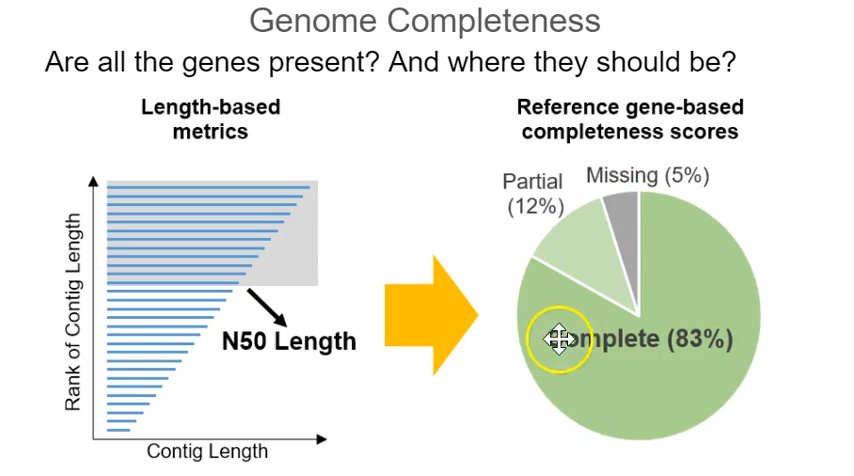 Genome Completeness
Are all the genes present? And where they should be?
Length-based
metrics
Rank of Contig Length
N50 Length
Contig Length
Reference gene-based
completeness scores
Partial
(12%)
Missing (5%)
Complete (83%)